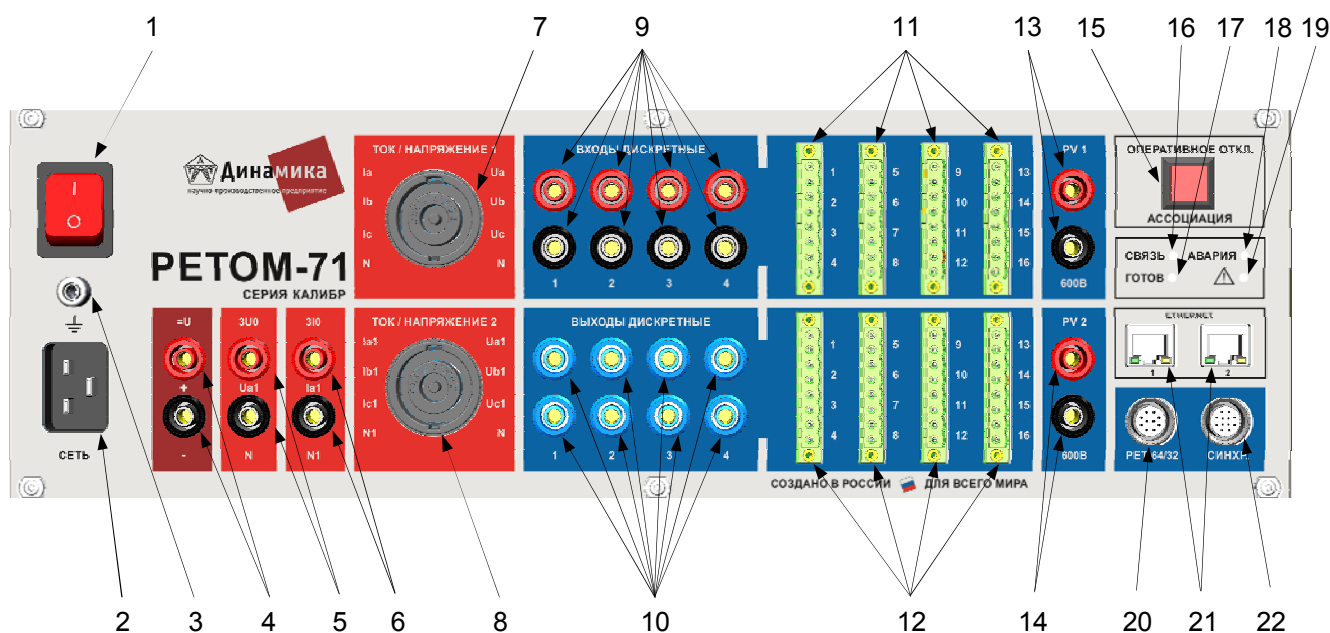 1 7 9 11 13 15 16 17 18 19
Динамика
научно-производственное предприятие
РЕТОМ-71
СЕРИЯ КАЛИБР
СЕТЬ
=U
+
-
3U0
Ua1
N
3I0
Ia1
N1
ТОК / НАПРЯЖЕНИЕ 1
Ia Ua
Ib Ub
Ic Uc
N N
ТОК / НАПРЯЖЕНИЕ 2
Ia1 Ua1
Ib1 Ub1
Ic1 Uc1
N1 N
ВХОДЫ ДИСКРЕТНЫЕ
1 2 3 4
ВЫХОДЫ ДИСКРЕТНЫЕ
1 2 3 4
1 5 9 13
2 6 10 14
3 7 11 15
4 8 12 16
1 5 9 13
2 6 10 14
3 7 11 15
4 8 12 16
СОЗДАНО В РОССИИ ДЛЯ ВСЕГО МИРА
PV 1
600В
PV 2
600В
ОПЕРАТИВНОЕ ОТКЛ.
АССОЦИАЦИЯ
СВЯЗЬ АВАРИЯ
ГОТОВ
ETHERNET
1 2
РЕТ 64/32 СИНХР.
2 3 4 5 6 8 10 12 14 20 21 22